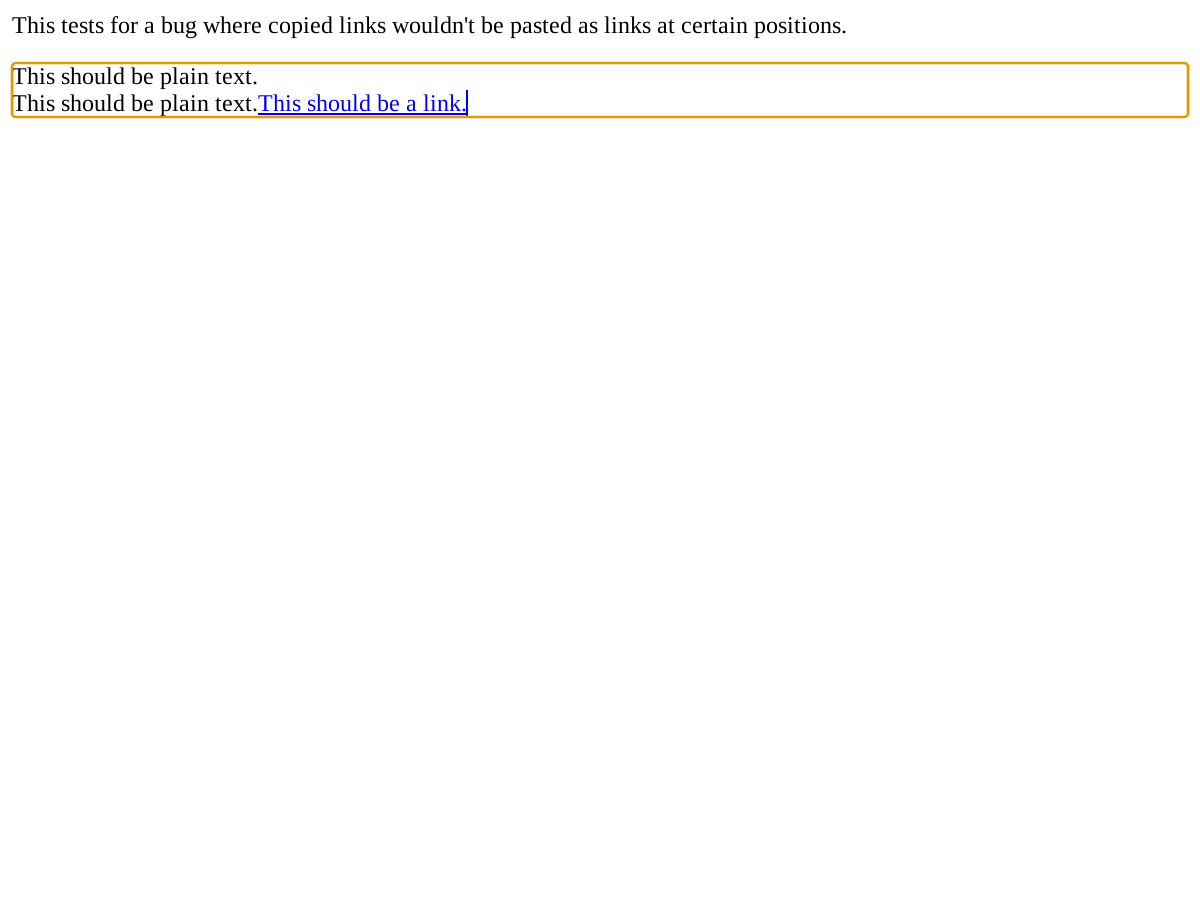 This tests for a bug where copied links wouldn't be pasted as links at certain positions.
This should be plain text.
This should be plain text.This should be a link.